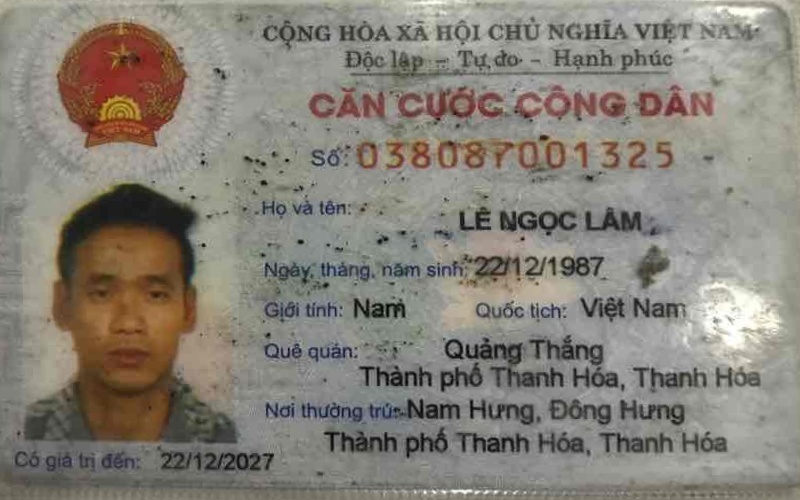 CỘNG HÒA XÃ HỘI CHỦ NGHĨA VIỆT NAM
Độc lập - Tự do - Hạnh phúc
CĂN CƯỚC CÔNG DÂN
Số: 038087001325
Họ và tên: LÊ NGỌC LÂM
Ngày, tháng, năm sinh: 22/12/1987
Giới tính: Nam Quốc tịch: Việt Nam
Quê quán: Quảng Thắng
Thành phố Thanh Hóa, Thanh Hóa
Nơi thường trú: Nam Hưng, Đông Hưng
Thành phố Thanh Hóa, Thanh Hóa
Có giá trị đến: 22/12/2027
VIỆT NAM